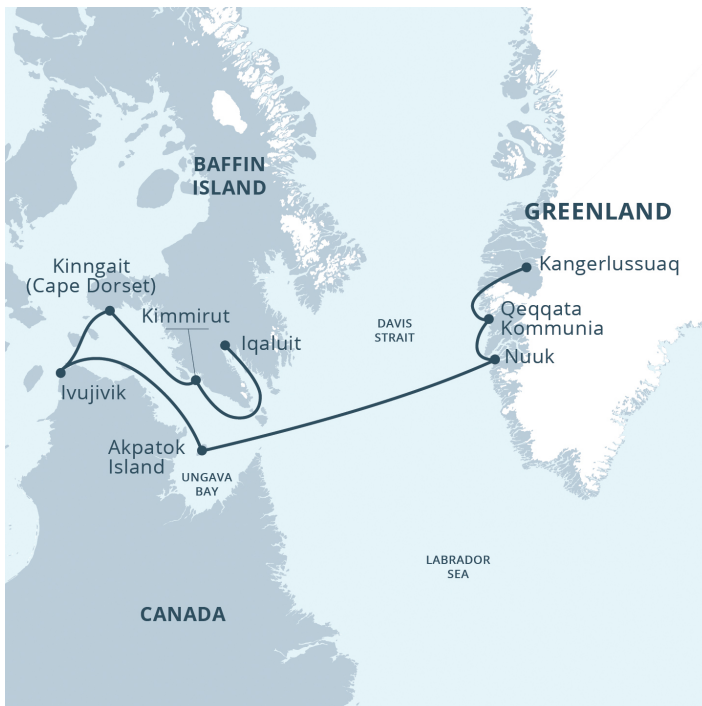 BAFFIN
ISLAND
GREENLAND
Kinngait
(Cape Dorset)
Kangerlussuaq
Kimmirut
Qeqqata
Kommunia
DAVIS
STRAIT
Iqaluit
Nuuk
Ivujivik
Akpatok
Island
UNGAVA
BAY
LABRADOR
SEA
CANADA